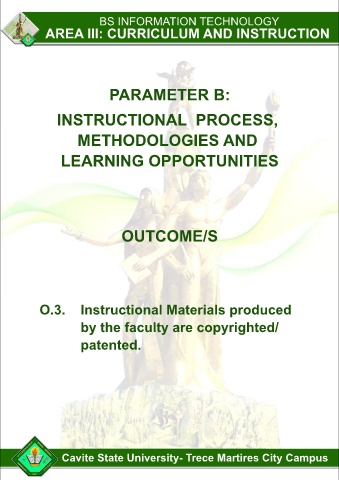 BS INFORMATION TECHNOLOGY
AREA III: CURRICULUM AND INSTRUCTION
PARAMETER B:
INSTRUCTIONAL PROCESS,
METHODOLOGIES AND
LEARNING OPPORTUNITIES
OUTCOME/S
O.3. Instructional Materials produced
by the faculty are copyrighted/
patented.
Cavite State University- Trece Martires City Campus